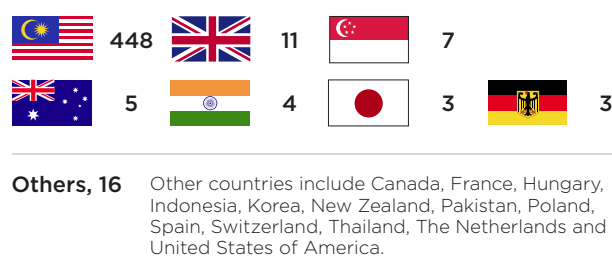 448 11 7
5 4 3 3
Others, 16 Other countries include Canada, France, Hungary,
Indonesia, Korea, New Zealand, Pakistan, Poland,
Spain, Switzerland, Thailand, The Netherlands and
United States of America.